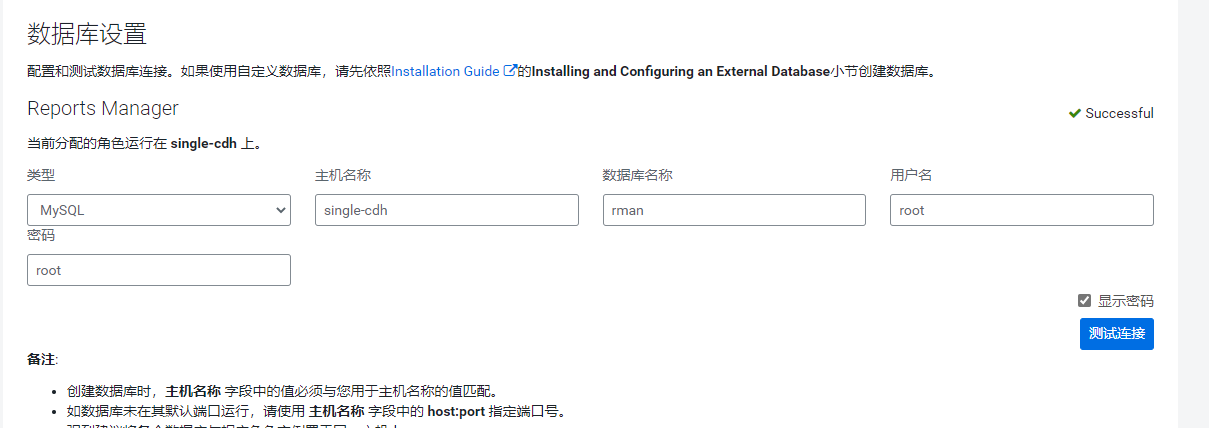 数据库设置
配置和测试数据库连接。如果使用自定义数据库，请先依照Installation Guide的Installing and Configuring an External Database小节创建数据库。
Reports Manager
Successful
当前分配的角色运行在 single-cdh 上。
类型 主机名称 数据库名称 用户名
MySQL single-cdh rman root
密码
root
显示密码
测试连接
备注:
创建数据库时，主机名称 字段中的值必须与您用于主机名称的值匹配。
如数据库未在其默认端口运行，请使用 主机名称 字段中的 host:port 指定端口号。